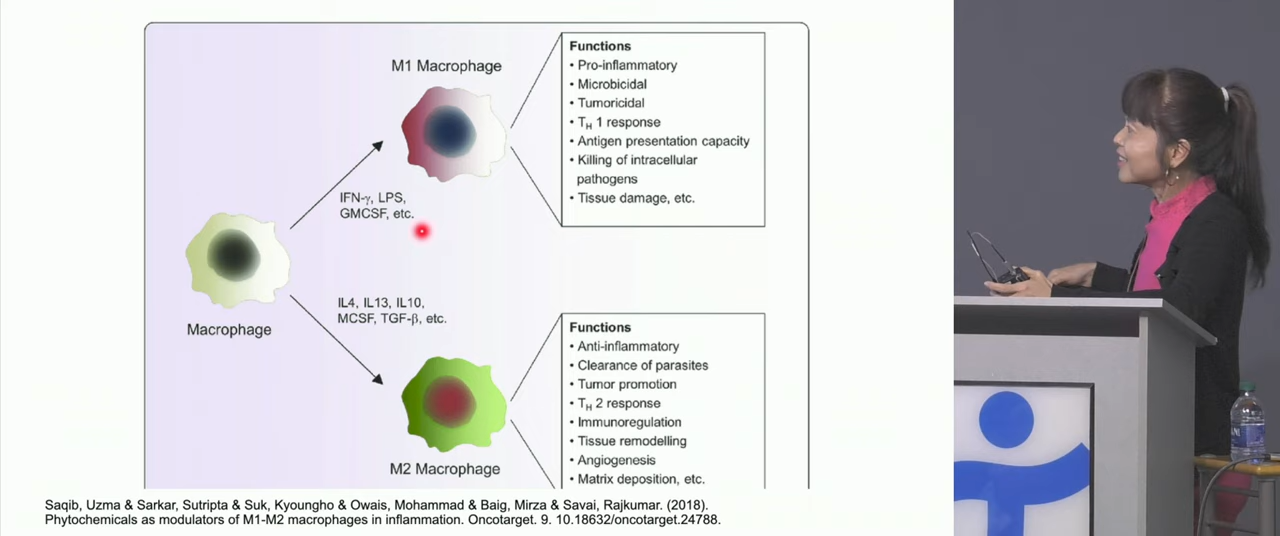 M1 Macrophage
Functions
• Pro-inflammatory
• Microbicidal
• Tumoricidal
• TH 1 response
• Antigen presentation capacity
• Killing of intracellular
pathogens
• Tissue damage, etc.
IFN-γ, LPS,
GMCSF, etc.
Macrophage
IL4, IL13, IL10,
MCSF, TGF-β, etc.
M2 Macrophage
Functions
• Anti-inflammatory
• Clearance of parasites
• Tumor promotion
• TH 2 response
• Immunoregulation
• Tissue remodelling
• Angiogenesis
• Matrix deposition, etc.
Saqib, Uzma & Sarkar, Sutripta & Suk, Kyoungho & Owais, Mohammad & Baig, Mirza & Savai, Rajkumar. (2018).
Phytochemicals as modulators of M1-M2 macrophages in inflammation. Oncotarget. 9. 10.18632/oncotarget.24788.